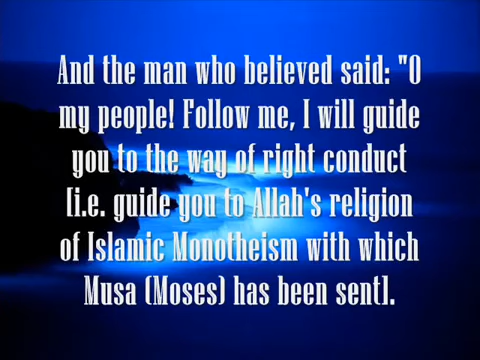 And the man who believed said: "O
my people! Follow me, I will guide
you to the way of right conduct
[i.e. guide you to Allah's religion
of Islamic Monotheism with which
Musa (Moses) has been sent].